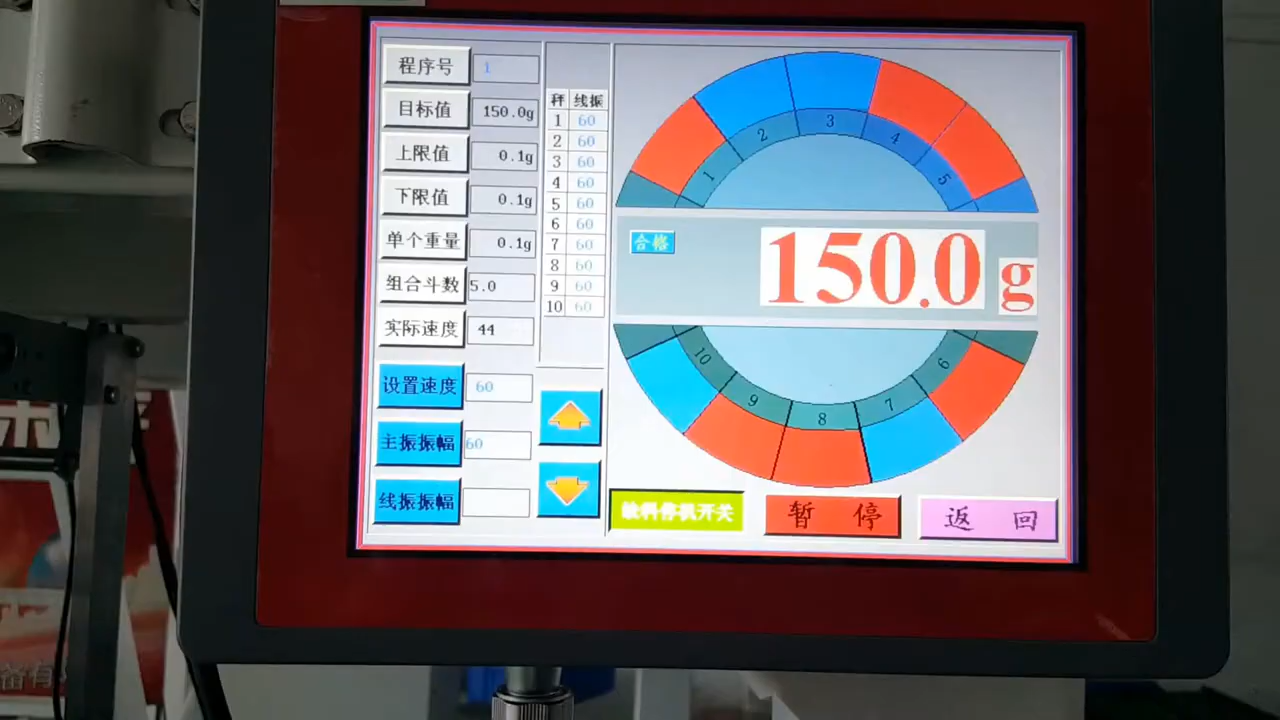 程序号 1
目标值 150.0g
上限值 0.1g
下限值 0.1g
单个重量 0.1g
组合斗数 5.0
实际速度 44
设置速度 60
主振振幅 60
线振振幅
秤 线振
1 60
2 60
3 60
4 60
5 60
6 60
7 60
8 60
9 60
10 60
1 2 3 4 5
合格
150.0 g
10 9 8 7 6
缺料停机开关
暂 停
返 回